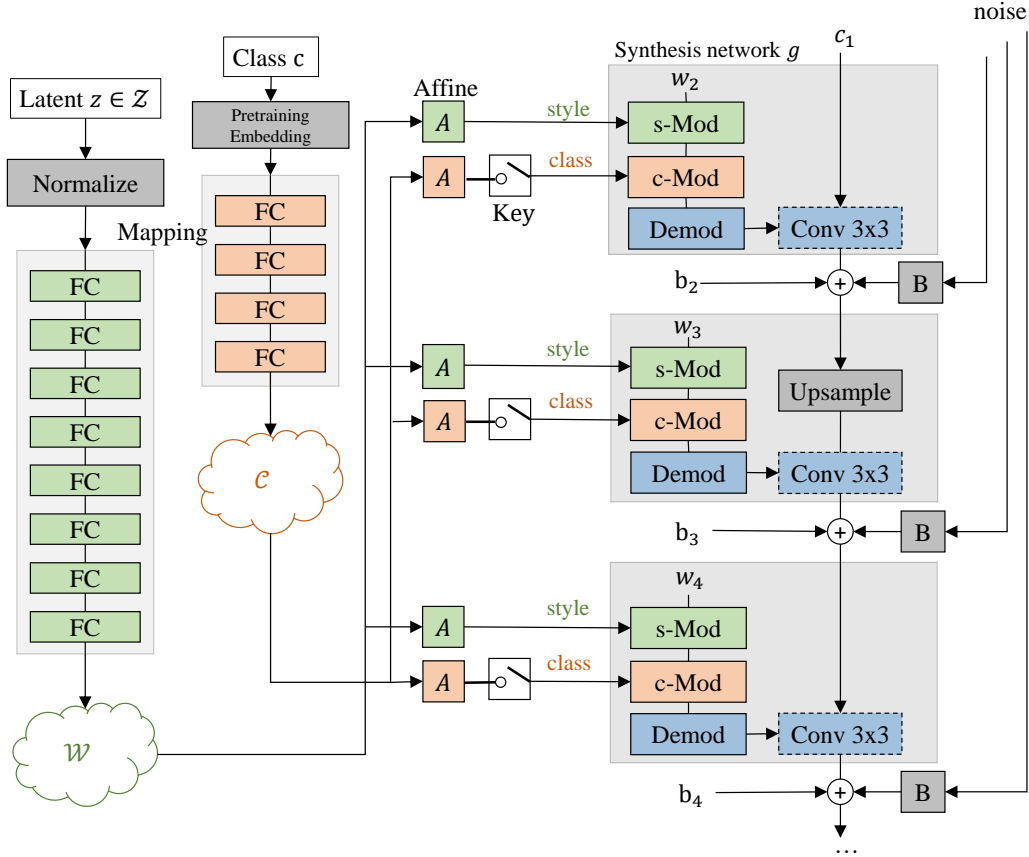 noise
Class c
Latent z ∈ 𝒵
Pretraining
Embedding
Normalize
Mapping
FC
FC
FC
FC
FC
FC
FC
FC
𝒲
FC
FC
FC
FC
𝒞
Affine
A
style
A
class
Key
Synthesis network g
c₁
w₂
s-Mod
c-Mod
Demod
Conv 3x3
b₂
+
B
A
style
A
class
w₃
s-Mod
c-Mod
Demod
Upsample
Conv 3x3
b₃
+
B
A
style
A
class
w₄
s-Mod
c-Mod
Demod
Conv 3x3
b₄
+
B
...